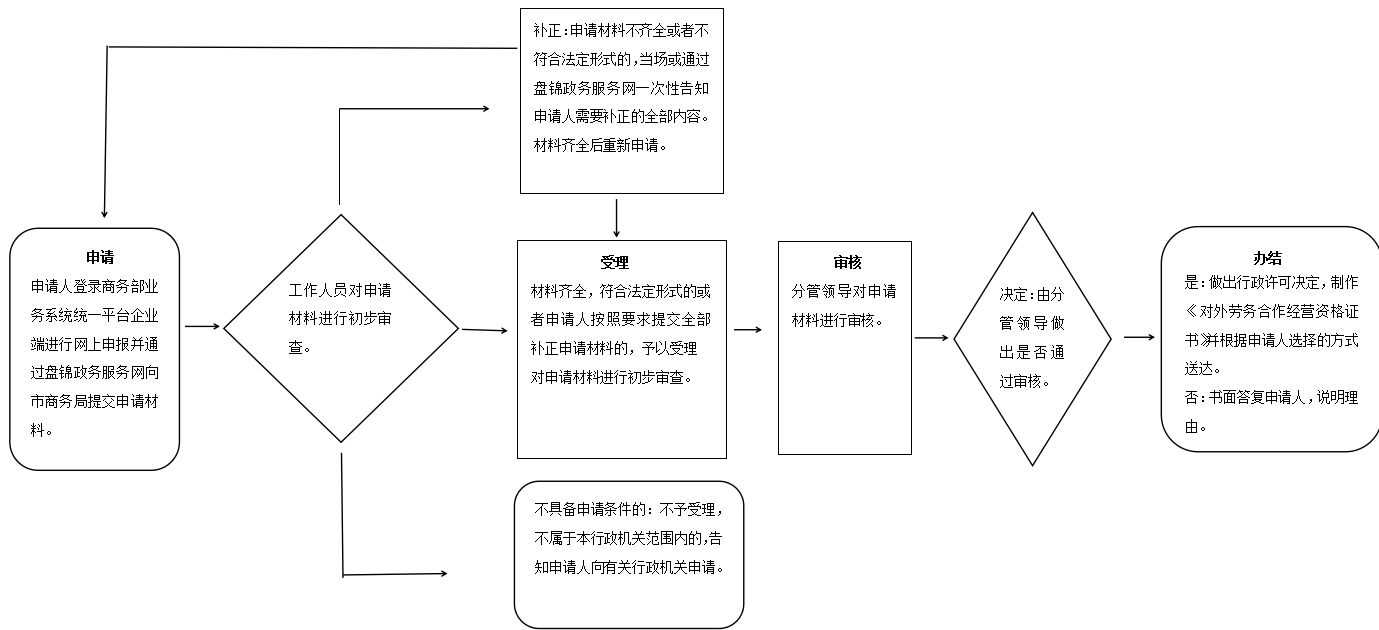 补正：申请材料不齐全或者不
符合法定形式的，当场或通过
盘锦政务服务网一次性告知
申请人需要补正的全部内容。
材料齐全后重新申请。
申请
申请人登录商务部业
务系统统一平台企业
端进行网上申报并通
过盘锦政务服务网向
市商务局提交申请材
料。
工作人员对申请
材料进行初步审
查。
受理
材料齐全，符合法定形式的或
者申请人按照要求提交全部
补正申请材料的，予以受理
对申请材料进行初步审查。
不具备申请条件的：不予受理，
不属于本行政机关范围内的，告
知申请人向有关行政机关申请。
审核
分管领导对申请
材料进行审核。
决定：由分
管领导做
出是否通
过审核。
办结
是：做出行政许可决定，制作
《对外劳务合作经营资格证
书》并根据申请人选择的方式
送达。
否：书面答复申请人，说明理
由。